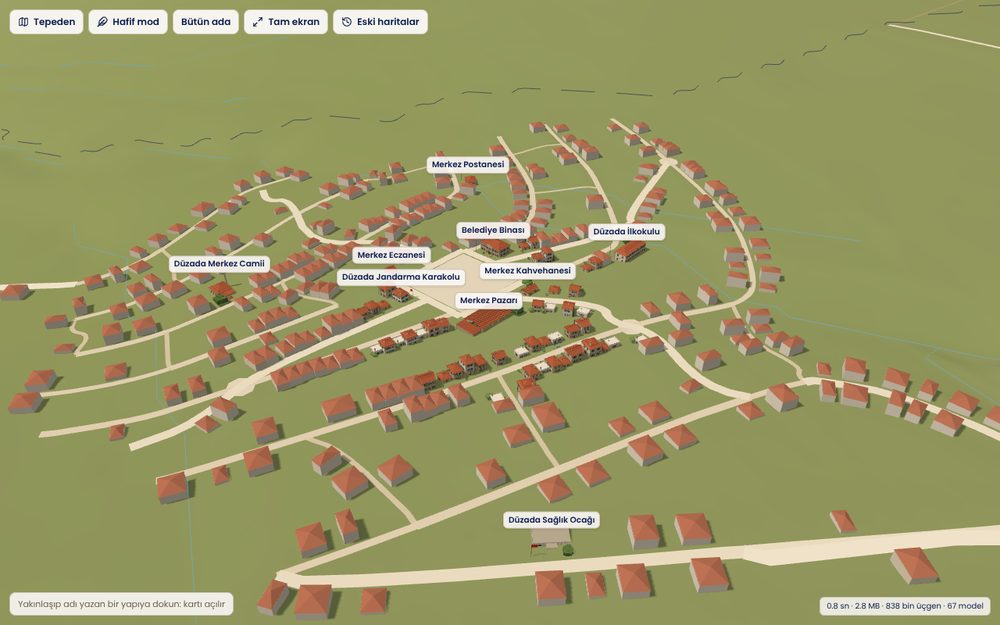 Tepeden
Hafif mod
Bütün ada
Tam ekran
Eski haritalar
Merkez Postanesi
Belediye Binası
Düzada İlkokulu
Merkez Eczanesi
Düzada Merkez Camii
Merkez Kahvehanesi
Düzada Jandarma Karakolu
Merkez Pazarı
Düzada Sağlık Ocağı
Yakınlaşıp adı yazan bir yapıya dokun: kartı açılır
0.8 sn · 2.8 MB · 838 bin üçgen · 67 model